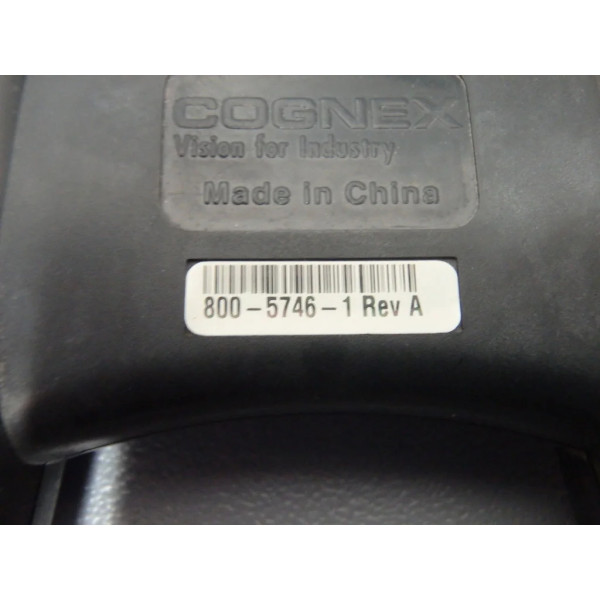 COGNEX
Vision for Industry
Made in China
800-5746-1 Rev A